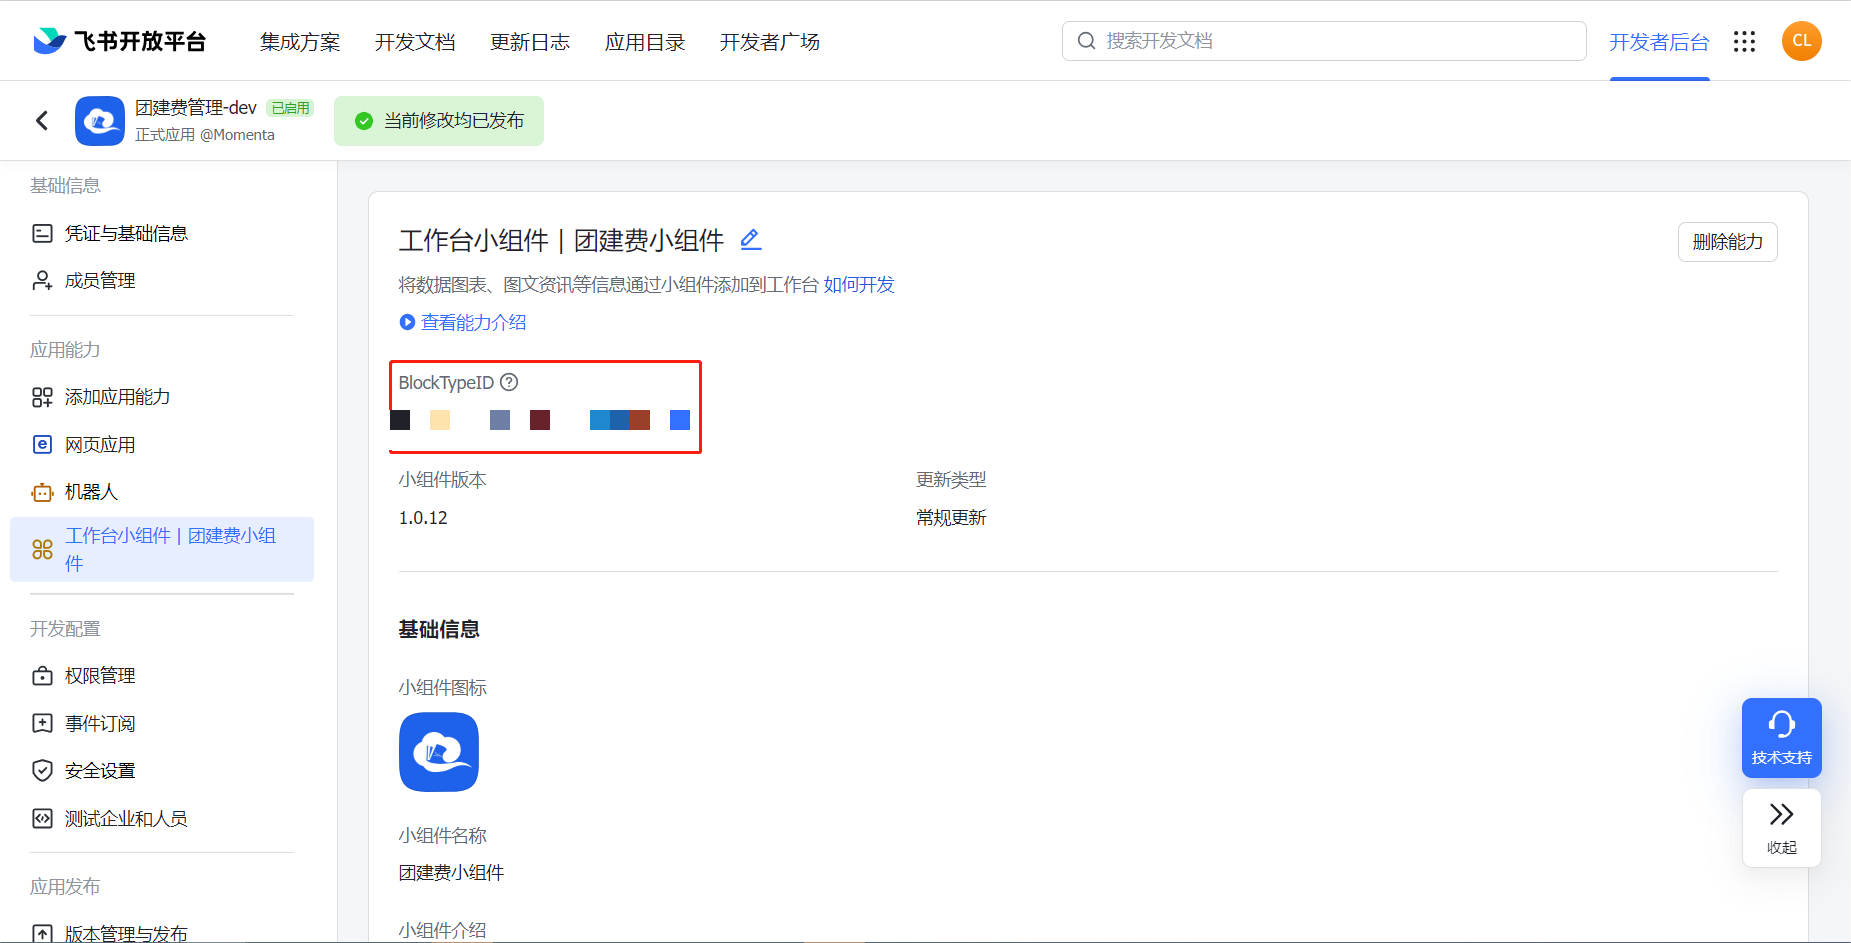 飞书开放平台
集成方案
开发文档
更新日志
应用目录
开发者广场
搜索开发文档
开发者后台
CL
团建费管理-dev
已启用
正式应用 @Momenta
当前修改均已发布
基础信息
凭证与基础信息
成员管理
应用能力
添加应用能力
网页应用
机器人
工作台小组件 | 团建费小组
件
开发配置
权限管理
事件订阅
安全设置
测试企业和人员
应用发布
版本管理与发布
工作台小组件 | 团建费小组件
删除能力
将数据图表、图文资讯等信息通过小组件添加到工作台 如何开发
查看能力介绍
BlockTypeID
小组件版本
更新类型
1.0.12
常规更新
基础信息
小组件图标
小组件名称
团建费小组件
小组件介绍
技术支持
收起